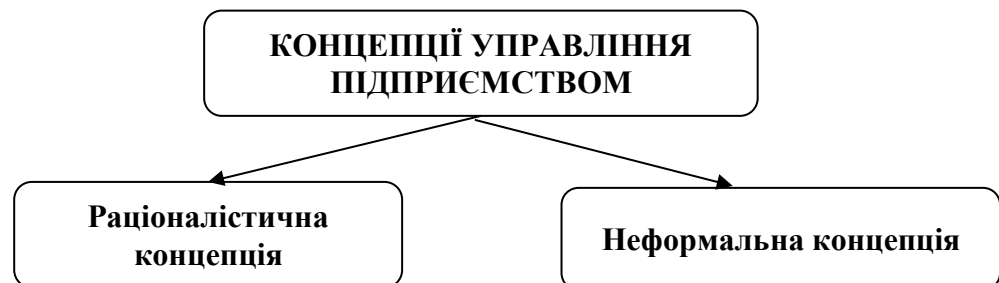 КОНЦЕПЦІЇ УПРАВЛІННЯ
ПІДПРИЄМСТВОМ
Раціоналістична
концепція
Неформальна концепція